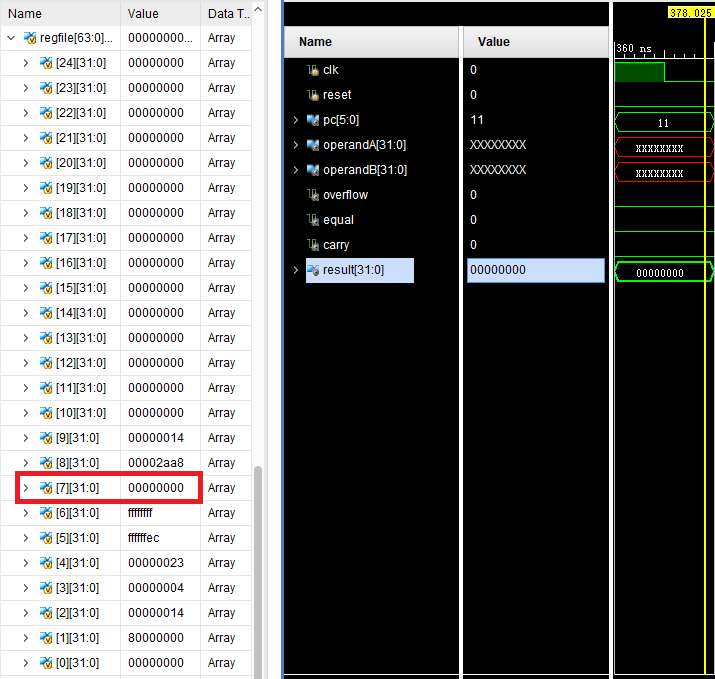 Name Value Data T...
regfile[63:0]... 00000000... Array
[24][31:0] 00000000 Array
[23][31:0] 00000000 Array
[22][31:0] 00000000 Array
[21][31:0] 00000000 Array
[20][31:0] 00000000 Array
[19][31:0] 00000000 Array
[18][31:0] 00000000 Array
[17][31:0] 00000000 Array
[16][31:0] 00000000 Array
[15][31:0] 00000000 Array
[14][31:0] 00000000 Array
[13][31:0] 00000000 Array
[12][31:0] 00000000 Array
[11][31:0] 00000000 Array
[10][31:0] 00000000 Array
[9][31:0] 00000014 Array
[8][31:0] 00002aa8 Array
[7][31:0] 00000000 Array
[6][31:0] ffffffff Array
[5][31:0] ffffffec Array
[4][31:0] 00000023 Array
[3][31:0] 00000004 Array
[2][31:0] 00000014 Array
[1][31:0] 80000000 Array
[0][31:0] 00000000 Array
378.025
Name Value
360 ns
clk 0
reset 0
pc[5:0] 11 11
operandA[31:0] XXXXXXXX XXXXXXXX
operandB[31:0] XXXXXXXX XXXXXXXX
overflow 0
equal 0
carry 0
result[31:0] 00000000 00000000